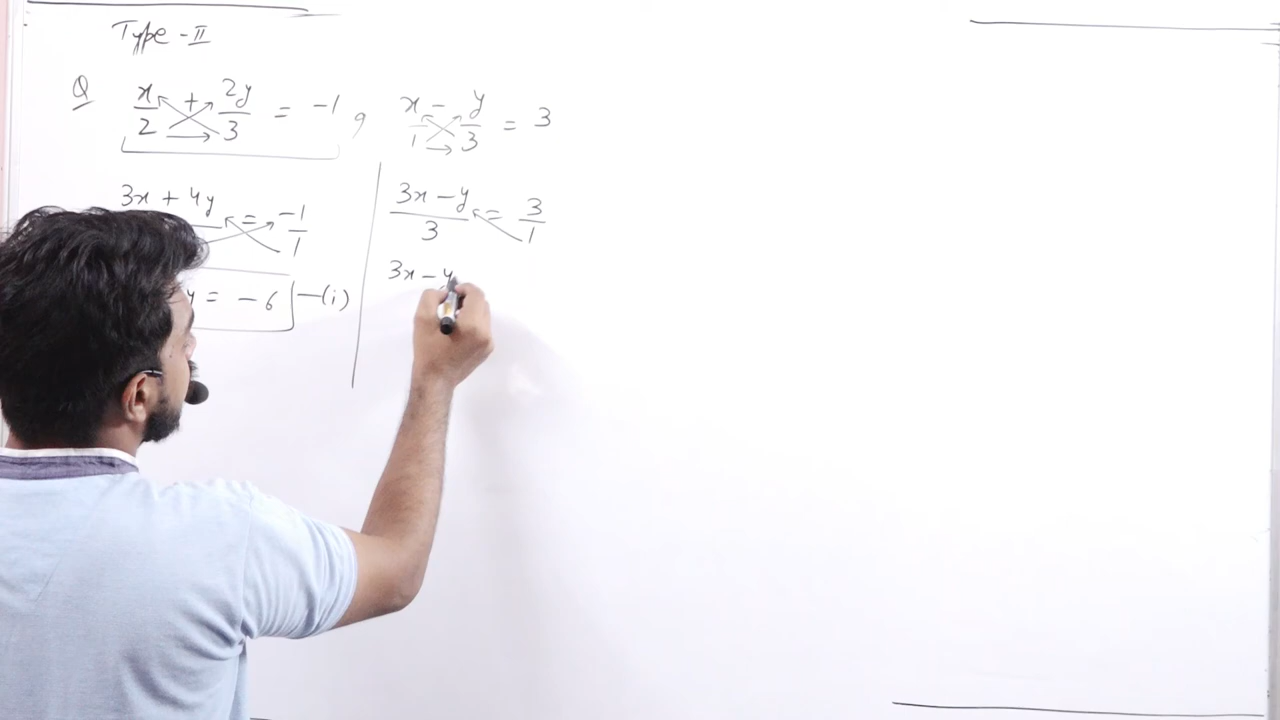 Type - II
Q x/2 + 2y/3 = -1 , x/1 - y/3 = 3
3x + 4y = -1/1
y = -6 —(i)
(3x - y)/3 = 3/1
3x - y